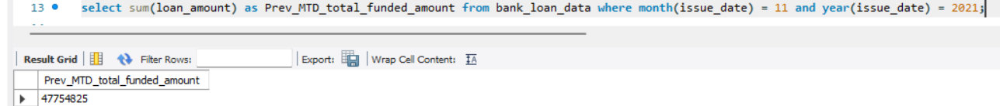 13 select sum(loan_amount) as Prev_MTD_total_funded_amount from bank_loan_data where month(issue_date) = 11 and year(issue_date) = 2021;
Result Grid Filter Rows: Export: Wrap Cell Content: IA
Prev_MTD_total_funded_amount
47754825